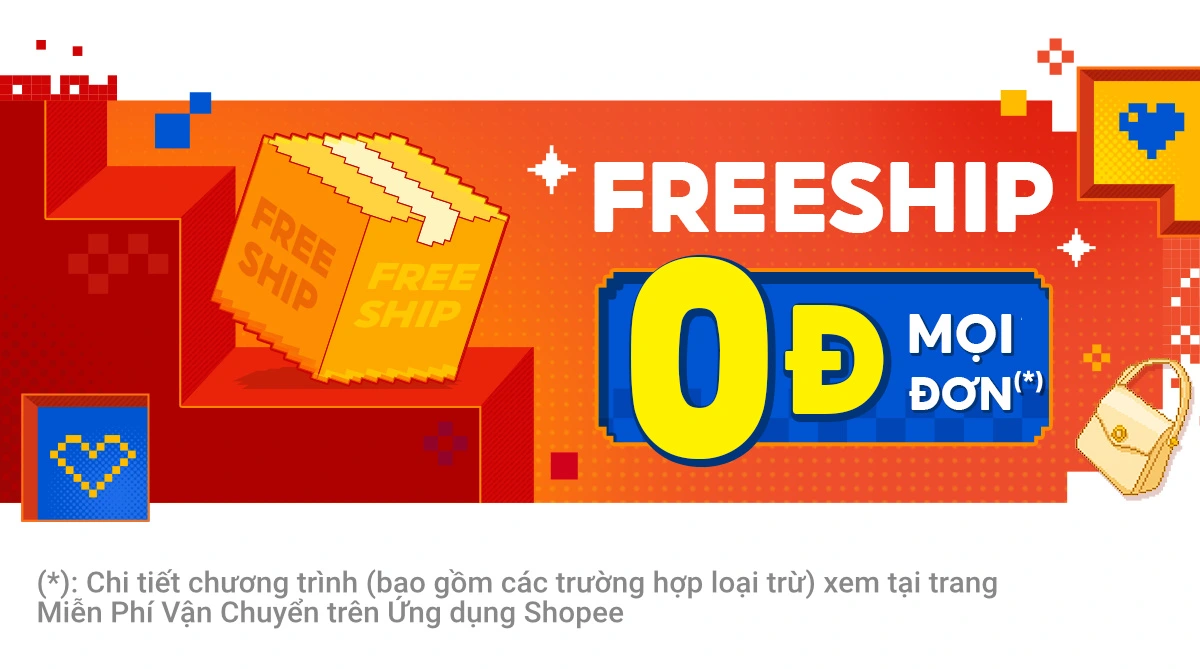 FREE
SHIP
FREE
SHIP
FREESHIP
0Đ
MỌI
ĐƠN(*)
(*): Chi tiết chương trình (bao gồm các trường hợp loại trừ) xem tại trang
Miễn Phí Vận Chuyển trên Ứng dụng Shopee